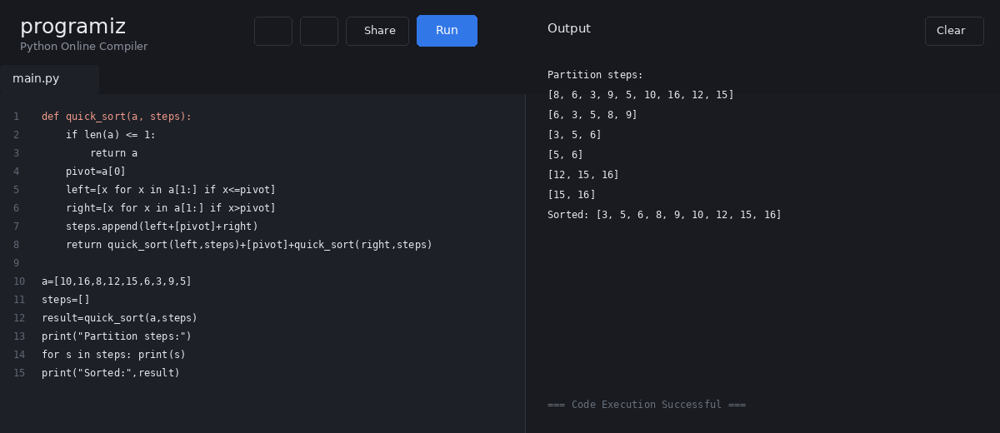 programiz
Python Online Compiler
Share
Run
Output
Clear
main.py
1 def quick_sort(a, steps):
2     if len(a) <= 1:
3         return a
4     pivot=a[0]
5     left=[x for x in a[1:] if x<=pivot]
6     right=[x for x in a[1:] if x>pivot]
7     steps.append(left+[pivot]+right)
8     return quick_sort(left,steps)+[pivot]+quick_sort(right,steps)
9
10 a=[10,16,8,12,15,6,3,9,5]
11 steps=[]
12 result=quick_sort(a,steps)
13 print("Partition steps:")
14 for s in steps: print(s)
15 print("Sorted:",result)
Partition steps:
[8, 6, 3, 9, 5, 10, 16, 12, 15]
[6, 3, 5, 8, 9]
[3, 5, 6]
[5, 6]
[12, 15, 16]
[15, 16]
Sorted: [3, 5, 6, 8, 9, 10, 12, 15, 16]
=== Code Execution Successful ===